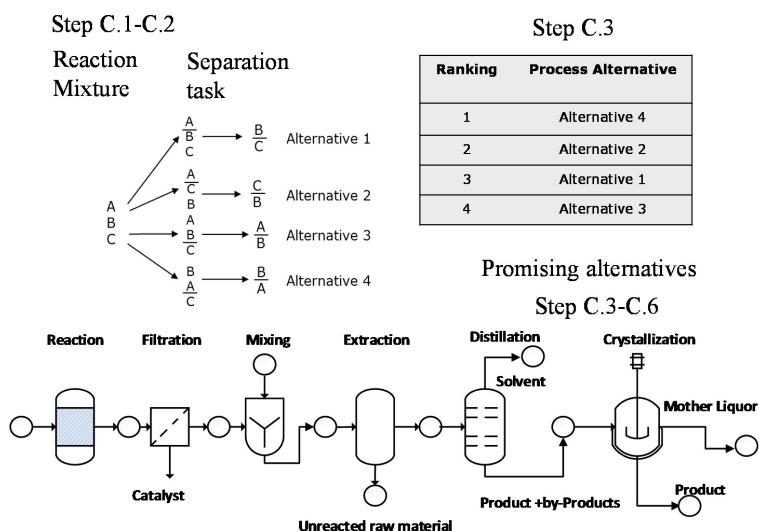 Step C.1-C.2
Reaction
Mixture
Separation
task
A
B
C
A
B
C
B
C
Alternative 1
A
C
B
C
B
Alternative 2
A
B
C
A
B
Alternative 3
B
A
C
B
A
Alternative 4
Step C.3
Ranking Process Alternative
1 Alternative 4
2 Alternative 2
3 Alternative 1
4 Alternative 3
Promising alternatives
Step C.3-C.6
Reaction
Filtration
Mixing
Extraction
Distillation
Crystallization
Solvent
Mother Liquor
Catalyst
Unreacted raw material
Product +by-Products
Product